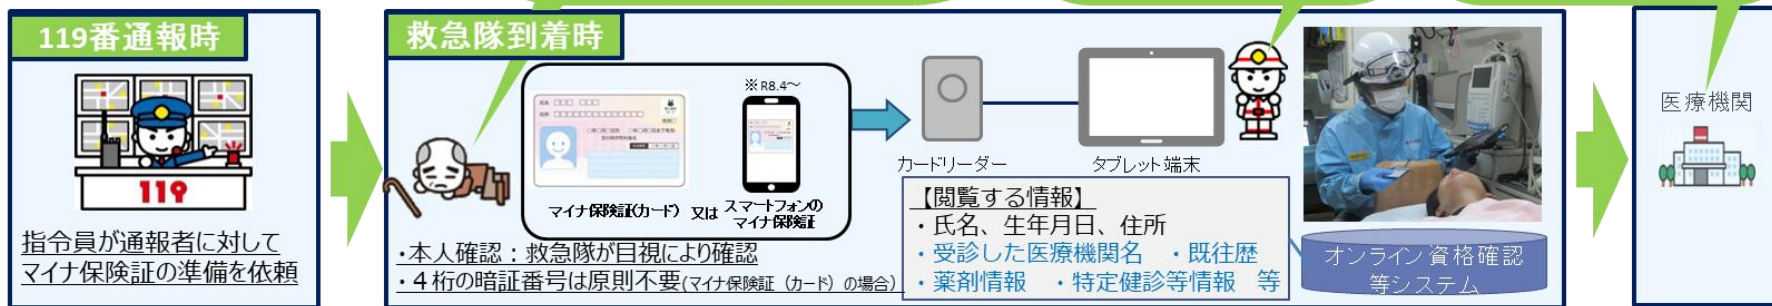 119番通報時
119
指令員が通報者に対して
マイナ保険証の準備を依頼
救急隊到着時
※R8.4～
マイナ保険証(カード) 又は スマートフォンの
マイナ保険証
・本人確認：救急隊が目視により確認
・４桁の暗証番号は原則不要(マイナ保険証（カード）の場合)
カードリーダー
タブレット端末
【閲覧する情報】
・氏名、生年月日、住所
・受診した医療機関名 ・既往歴
・薬剤情報 ・特定健診等情報 等
オンライン資格確認
等システム
医療機関